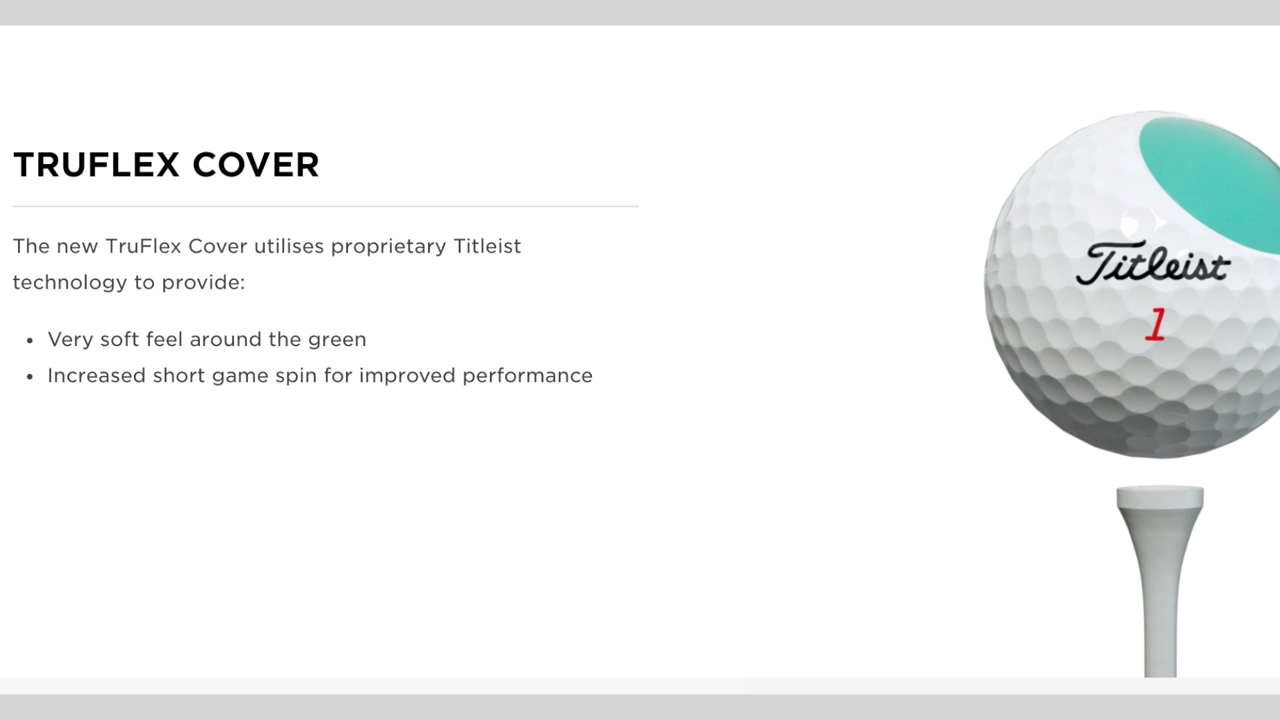 TRUFLEX COVER
The new TruFlex Cover utilises proprietary Titleist
technology to provide:
• Very soft feel around the green
• Increased short game spin for improved performance
Titleist
1